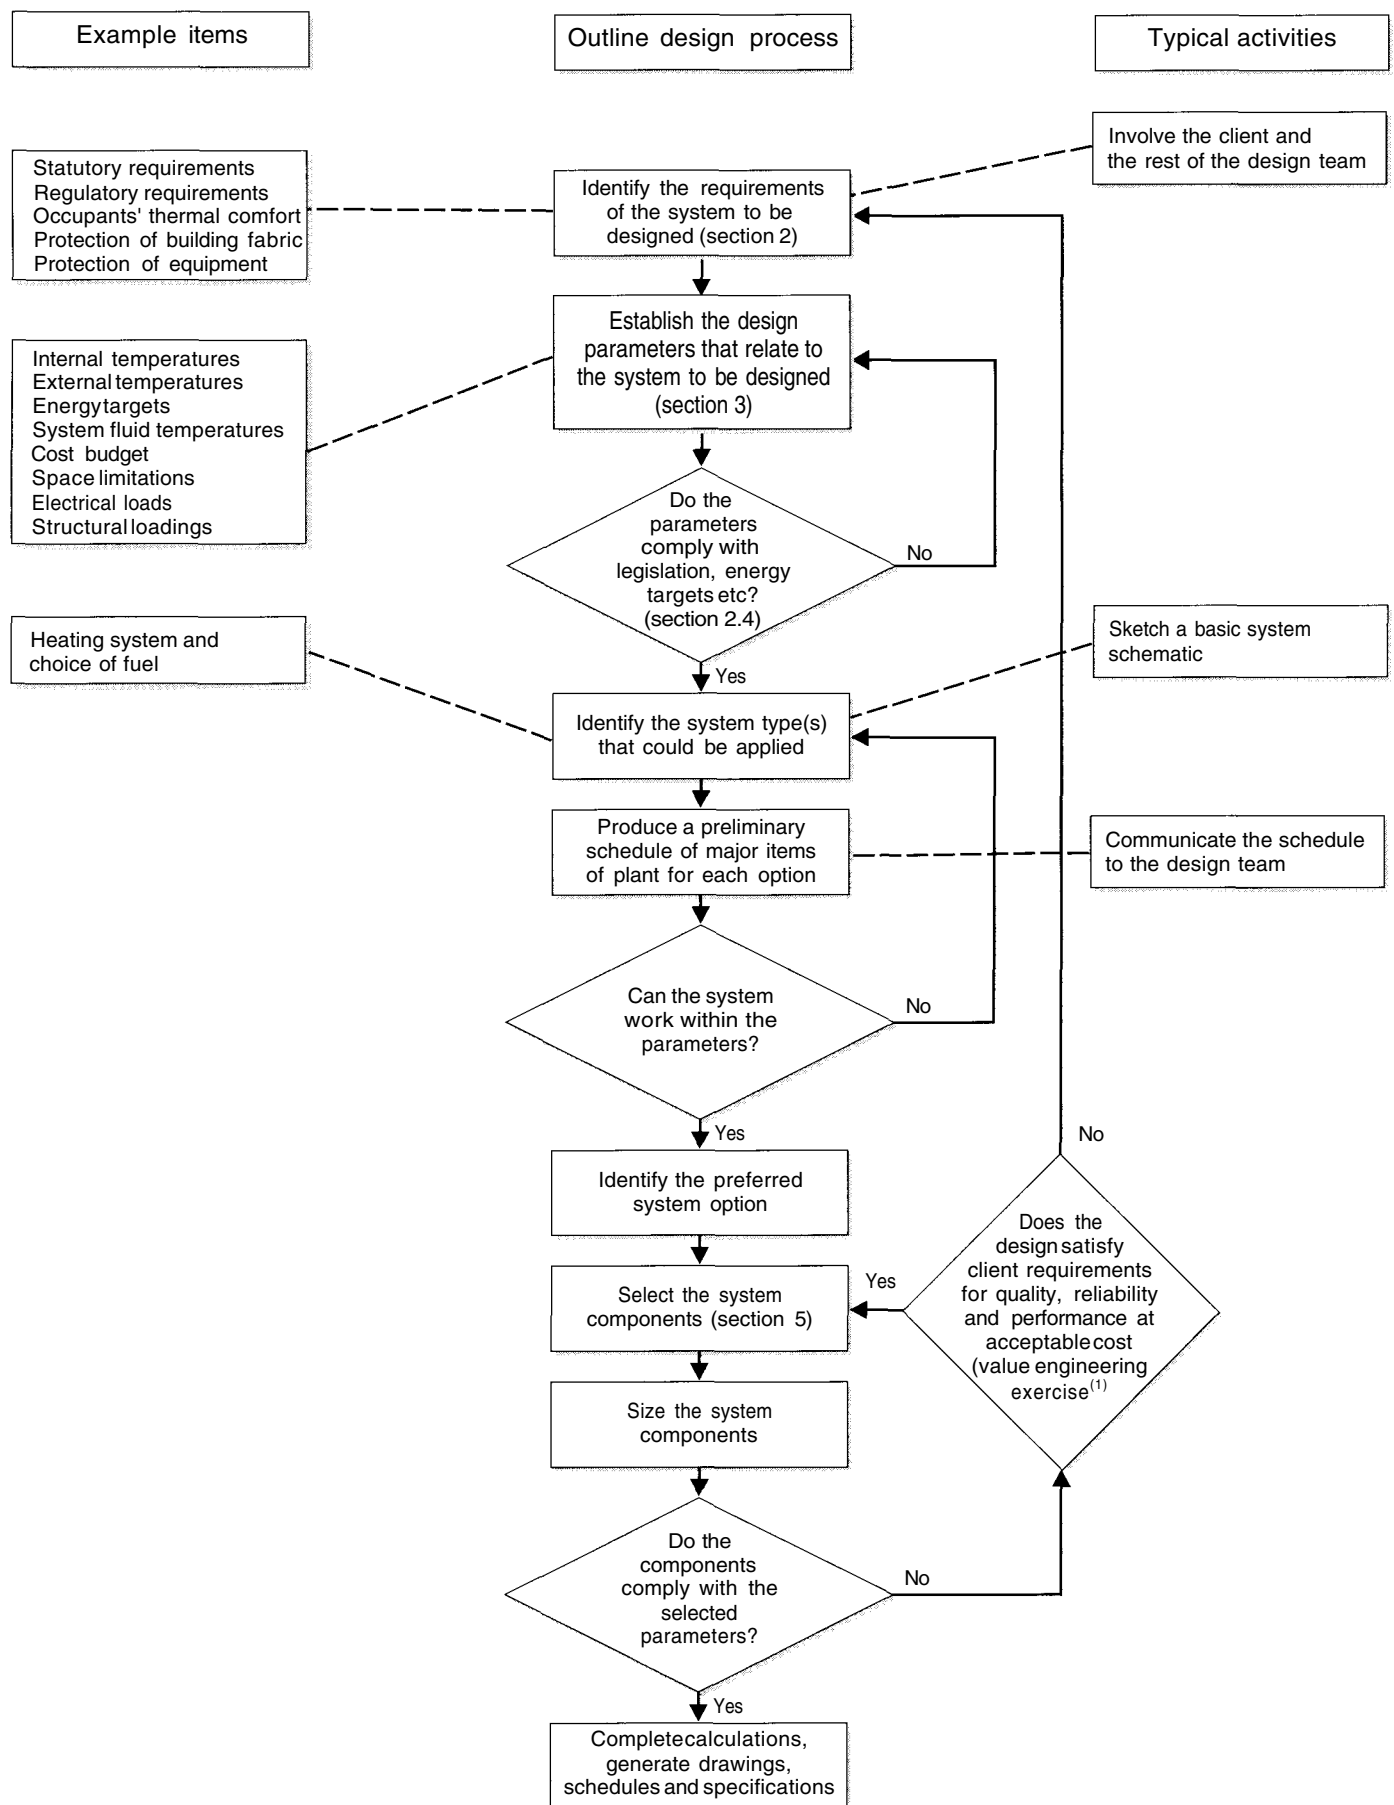 Example items
Outline design process
Typical activities
Involve the client and
the rest of the design team
Statutory requirements
Regulatory requirements
Occupants' thermal comfort
Protection of building fabric
Protection of equipment
Identify the requirements
of the system to be
designed (section 2)
Establish the design
parameters that relate to
the system to be designed
(section 3)
Internal temperatures
External temperatures
Energy targets
System fluid temperatures
Cost budget
Space limitations
Electrical loads
Structural loadings
Do the
parameters
comply with
legislation, energy
targets etc?
(section 2.4)
No
Yes
Heating system and
choice of fuel
Sketch a basic system
schematic
Identify the system type(s)
that could be applied
Produce a preliminary
schedule of major items
of plant for each option
Communicate the schedule
to the design team
Can the system
work within the
parameters?
No
Yes
Identify the preferred
system option
Select the system
components (section 5)
Yes
No
Does the
design satisfy
client requirements
for quality, reliability
and performance at
acceptable cost
(value engineering
exercise(1)
Size the system
components
Do the
components
comply with the
selected
parameters?
No
Yes
Complete calculations,
generate drawings,
schedules and specifications